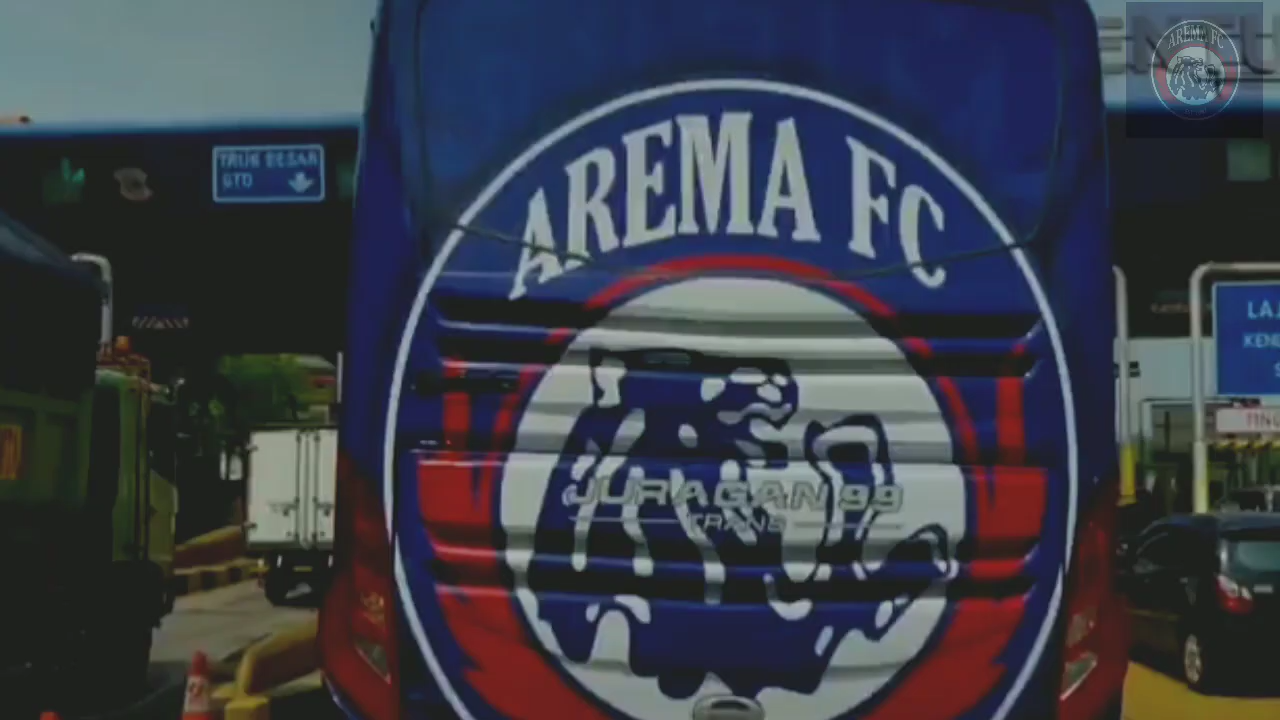 AREMA FC
AREMA FC
TRUK BESAR
GTO
JURAGAN 99
TRANS